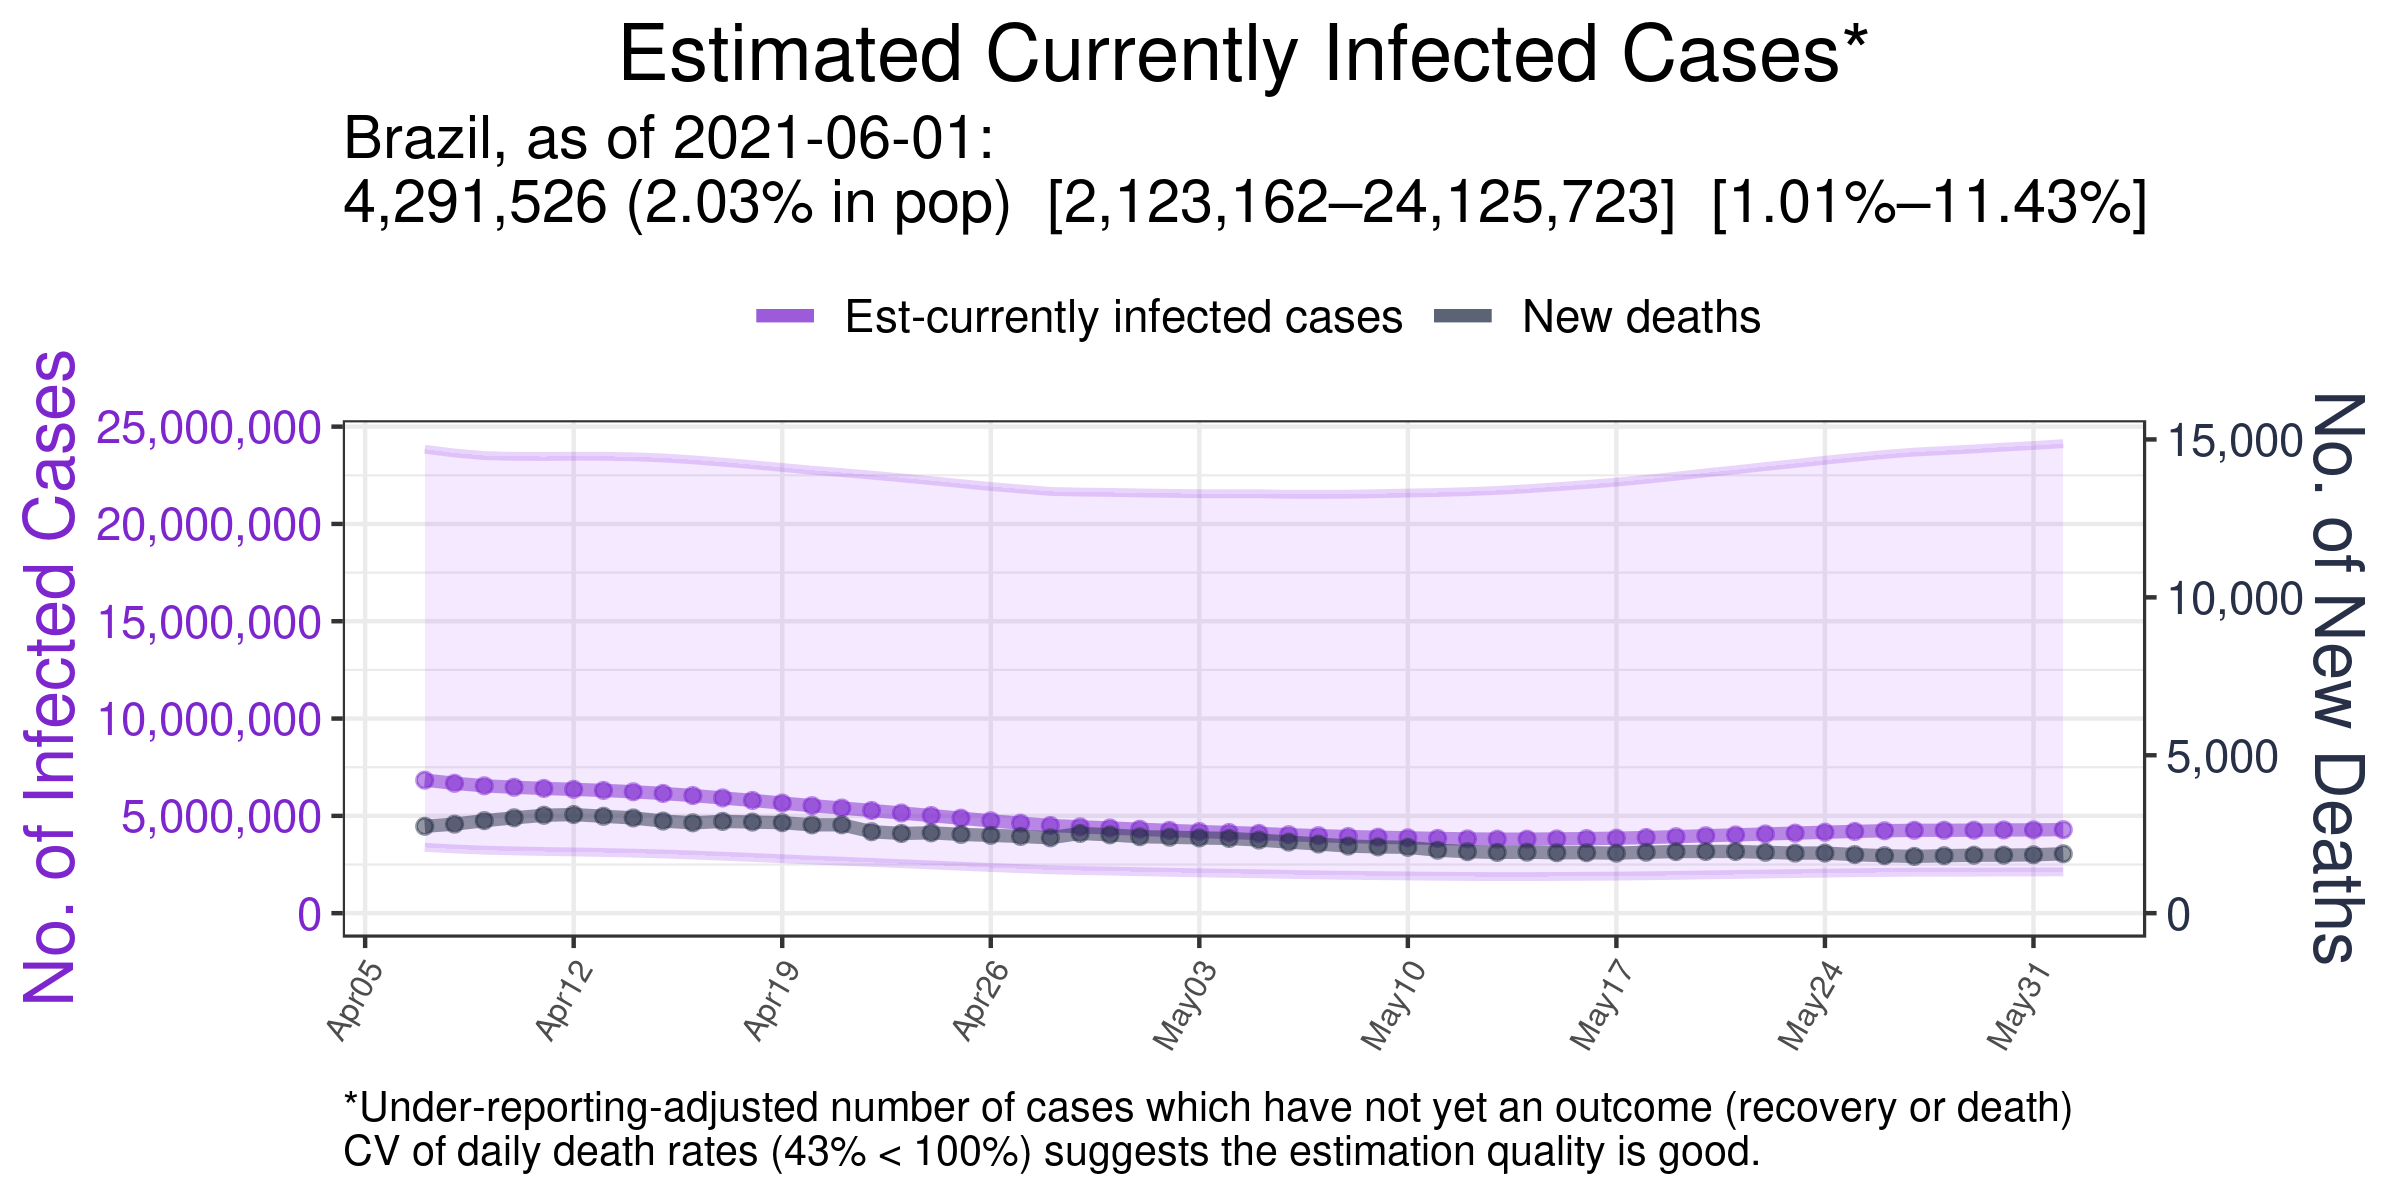 Estimated Currently Infected Cases*
Brazil, as of 2021-06-01:
4,291,526 (2.03% in pop) [2,123,162–24,125,723] [1.01%–11.43%]
Est-currently infected cases
New deaths
No. of Infected Cases
25,000,000
20,000,000
15,000,000
10,000,000
5,000,000
0
15,000
10,000
5,000
0
No. of New Deaths
Apr05
Apr12
Apr19
Apr26
May03
May10
May17
May24
May31
*Under-reporting-adjusted number of cases which have not yet an outcome (recovery or death)
CV of daily death rates (43% < 100%) suggests the estimation quality is good.